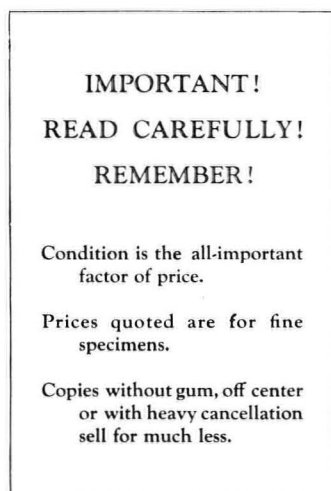 IMPORTANT!
READ CAREFULLY!
REMEMBER!
Condition is the all-important
factor of price.
Prices quoted are for fine
specimens.
Copies without gum, off center
or with heavy cancellation
sell for much less.